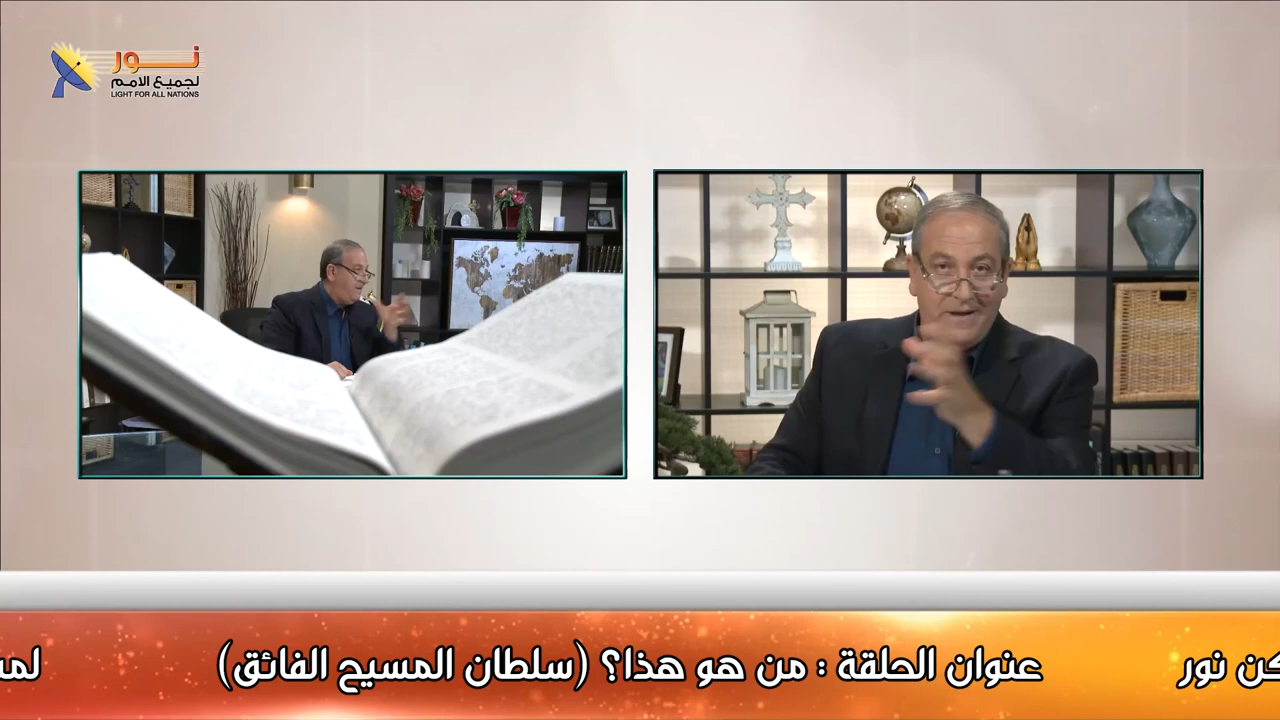 نور
لجميع الامم
LIGHT FOR ALL NATIONS
كن نور عنوان الحلقة : من هو هذا؟ (سلطان المسيح الفائق)